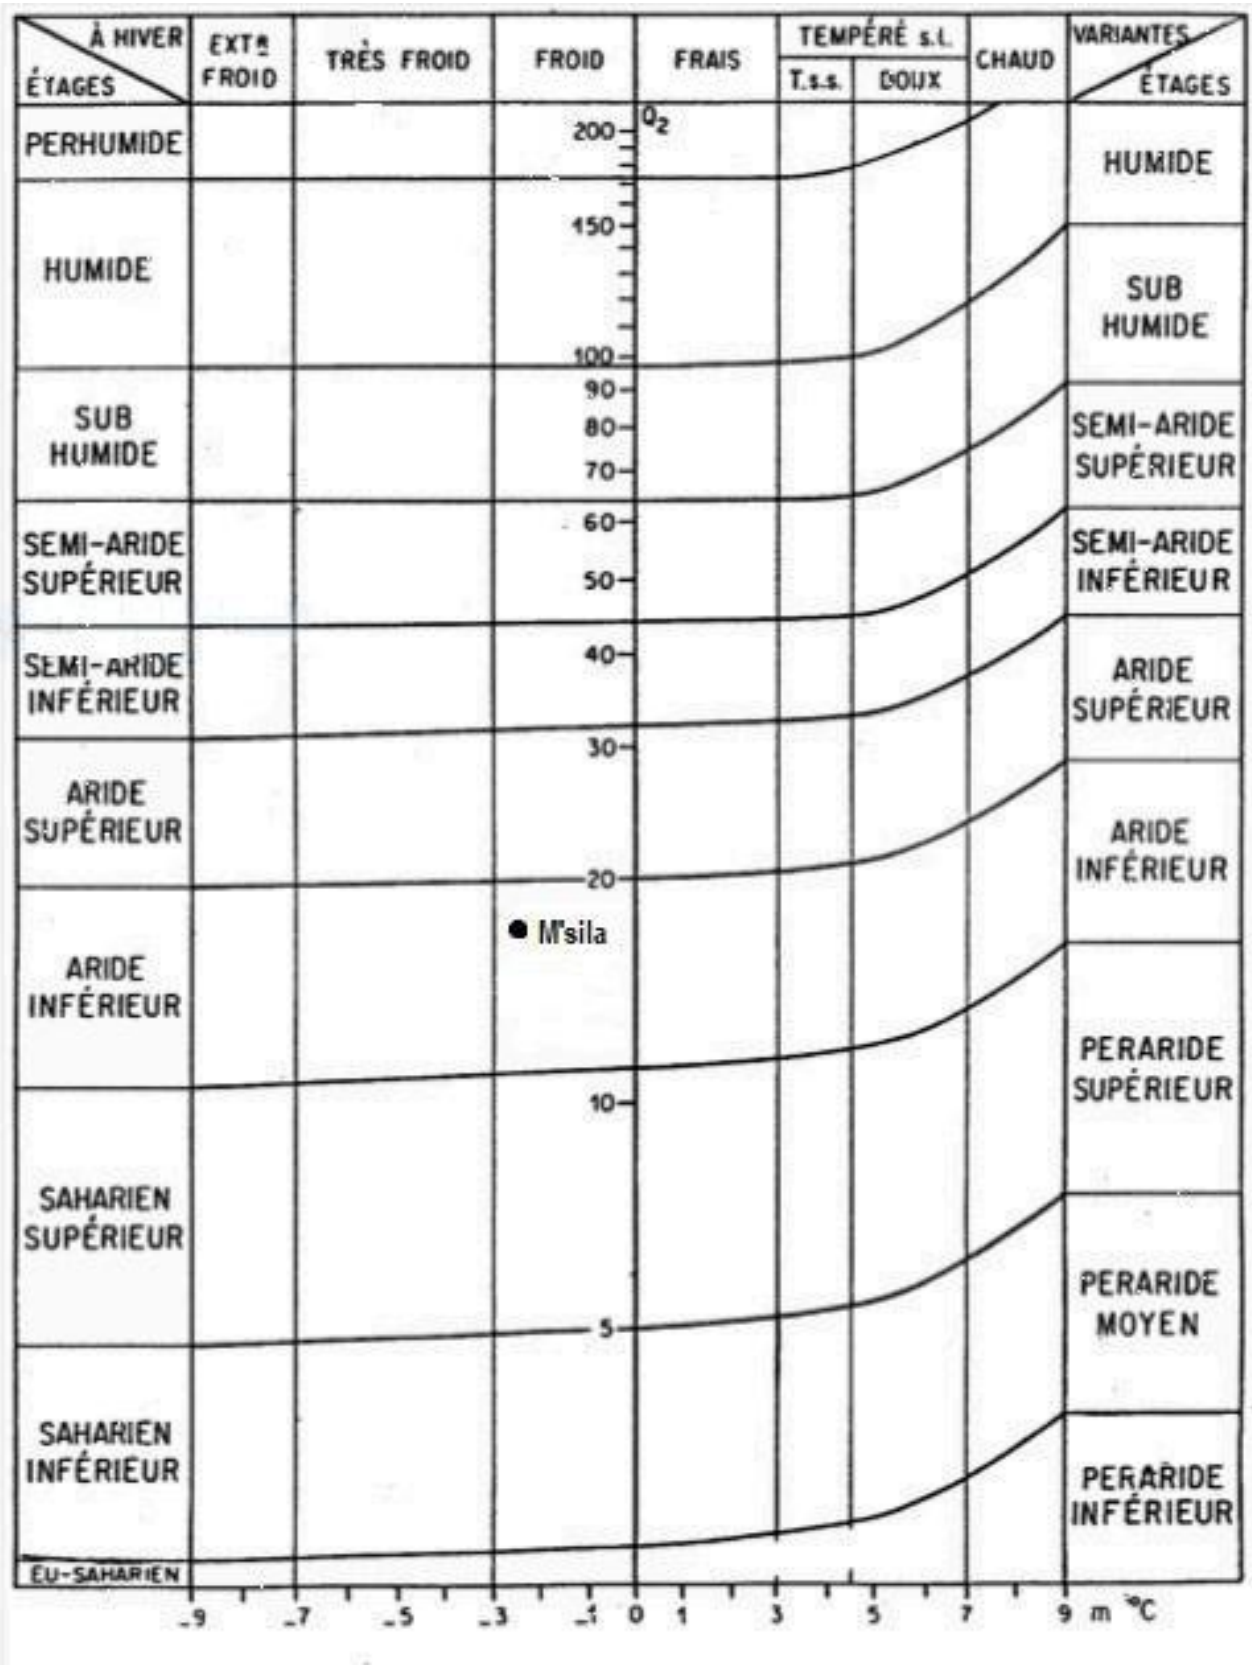 À HIVER
ÉTAGES
EXTª
FROID
TRÈS FROID
FROID
FRAIS
TEMPÉRÉ s.l.
T.s.s.
DOUX
CHAUD
VARIANTES
ÉTAGES
PERHUMIDE
HUMIDE
SUB
HUMIDE
SEMI-ARIDE
SUPÉRIEUR
SEMI-ARIDE
INFÉRIEUR
ARIDE
SUPÉRIEUR
ARIDE
INFÉRIEUR
SAHARIEN
SUPÉRIEUR
SAHARIEN
INFÉRIEUR
EU-SAHARIEN
Q2
200
150
100
90
80
70
60
50
40
30
20
10
5
M'sila
HUMIDE
SUB
HUMIDE
SEMI-ARIDE
SUPÉRIEUR
SEMI-ARIDE
INFÉRIEUR
ARIDE
SUPÉRIEUR
ARIDE
INFÉRIEUR
PERARIDE
SUPÉRIEUR
PERARIDE
MOYEN
PERARIDE
INFÉRIEUR
-9 -7 -5 -3 -1 0 1 3 5 7 9 m °C